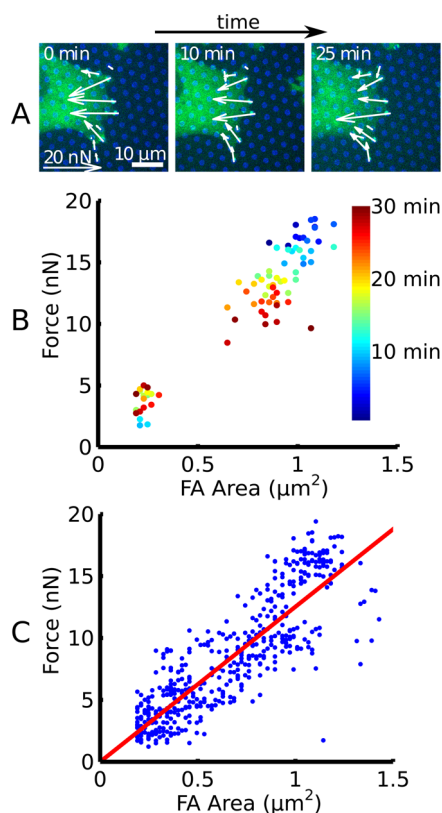 time
0 min
10 min
25 min
A
20 nN
10 μm
B
Force (nN)
20
15
10
5
0
0
0.5
1
1.5
FA Area (μm²)
30 min
20 min
10 min
C
Force (nN)
20
15
10
5
0
0
0.5
1
1.5
FA Area (μm²)